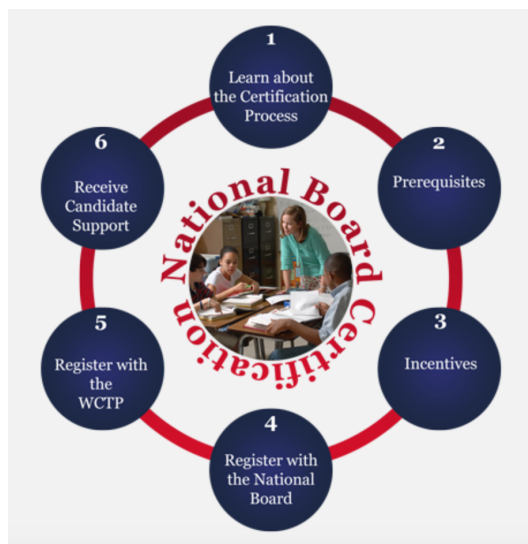 1
Learn about
the Certification
Process
2
Prerequisites
3
Incentives
4
Register with
the National
Board
5
Register with
the
WCTP
6
Receive
Candidate
Support
National Board Certification